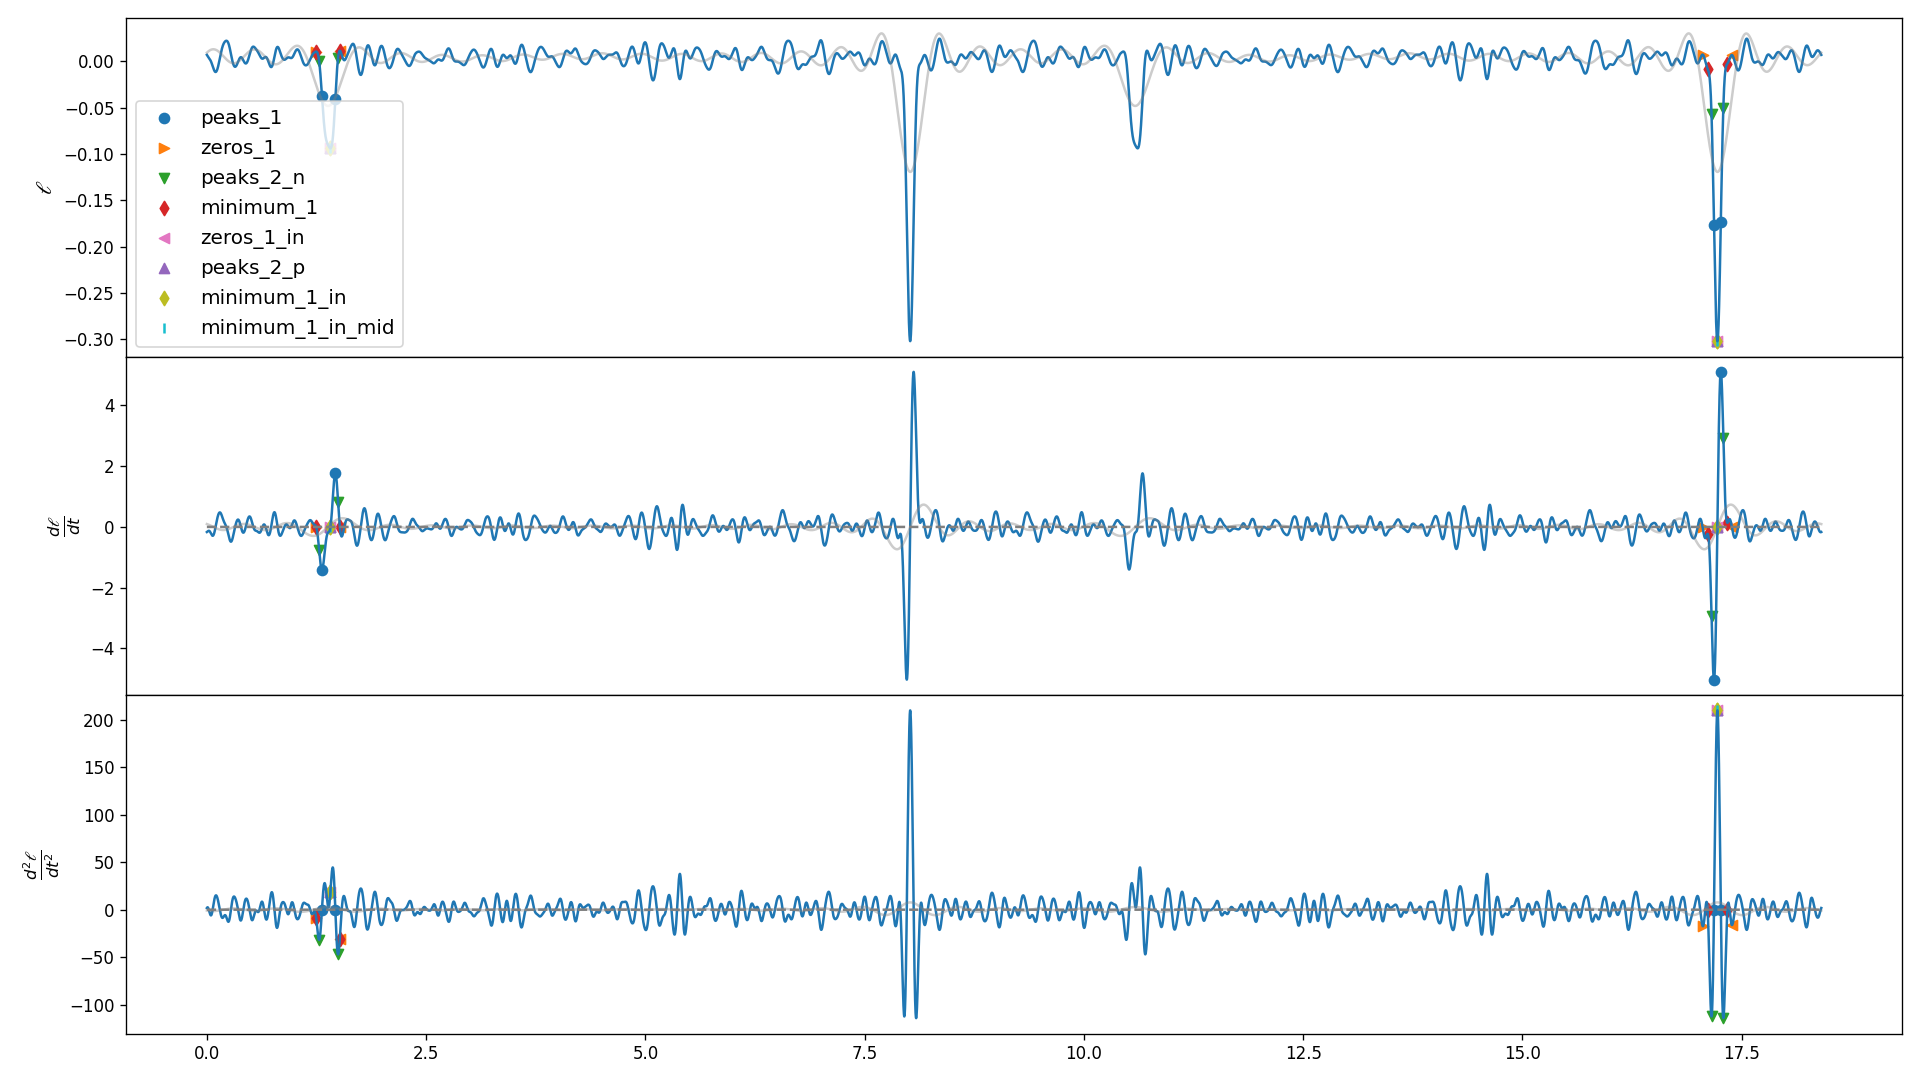 0.00
−0.05
−0.10
−0.15
−0.20
−0.25
−0.30
ℓ
peaks_1
zeros_1
peaks_2_n
minimum_1
zeros_1_in
peaks_2_p
minimum_1_in
minimum_1_in_mid
4
2
0
−2
−4
dℓ
dt
200
150
100
50
0
−50
−100
d²ℓ
dt²
0.0 2.5 5.0 7.5 10.0 12.5 15.0 17.5